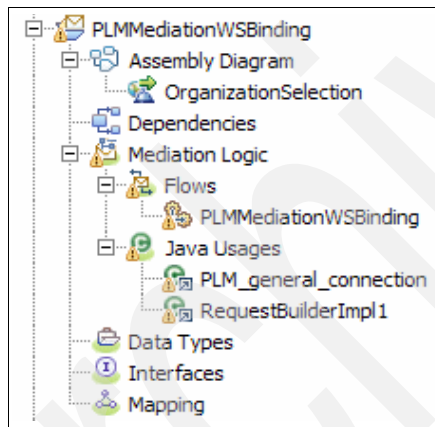 PLMMediationWSBinding
Assembly Diagram
OrganizationSelection
Dependencies
Mediation Logic
Flows
PLMMediationWSBinding
Java Usages
PLM_general_connection
RequestBuilderImpl1
Data Types
Interfaces
Mapping